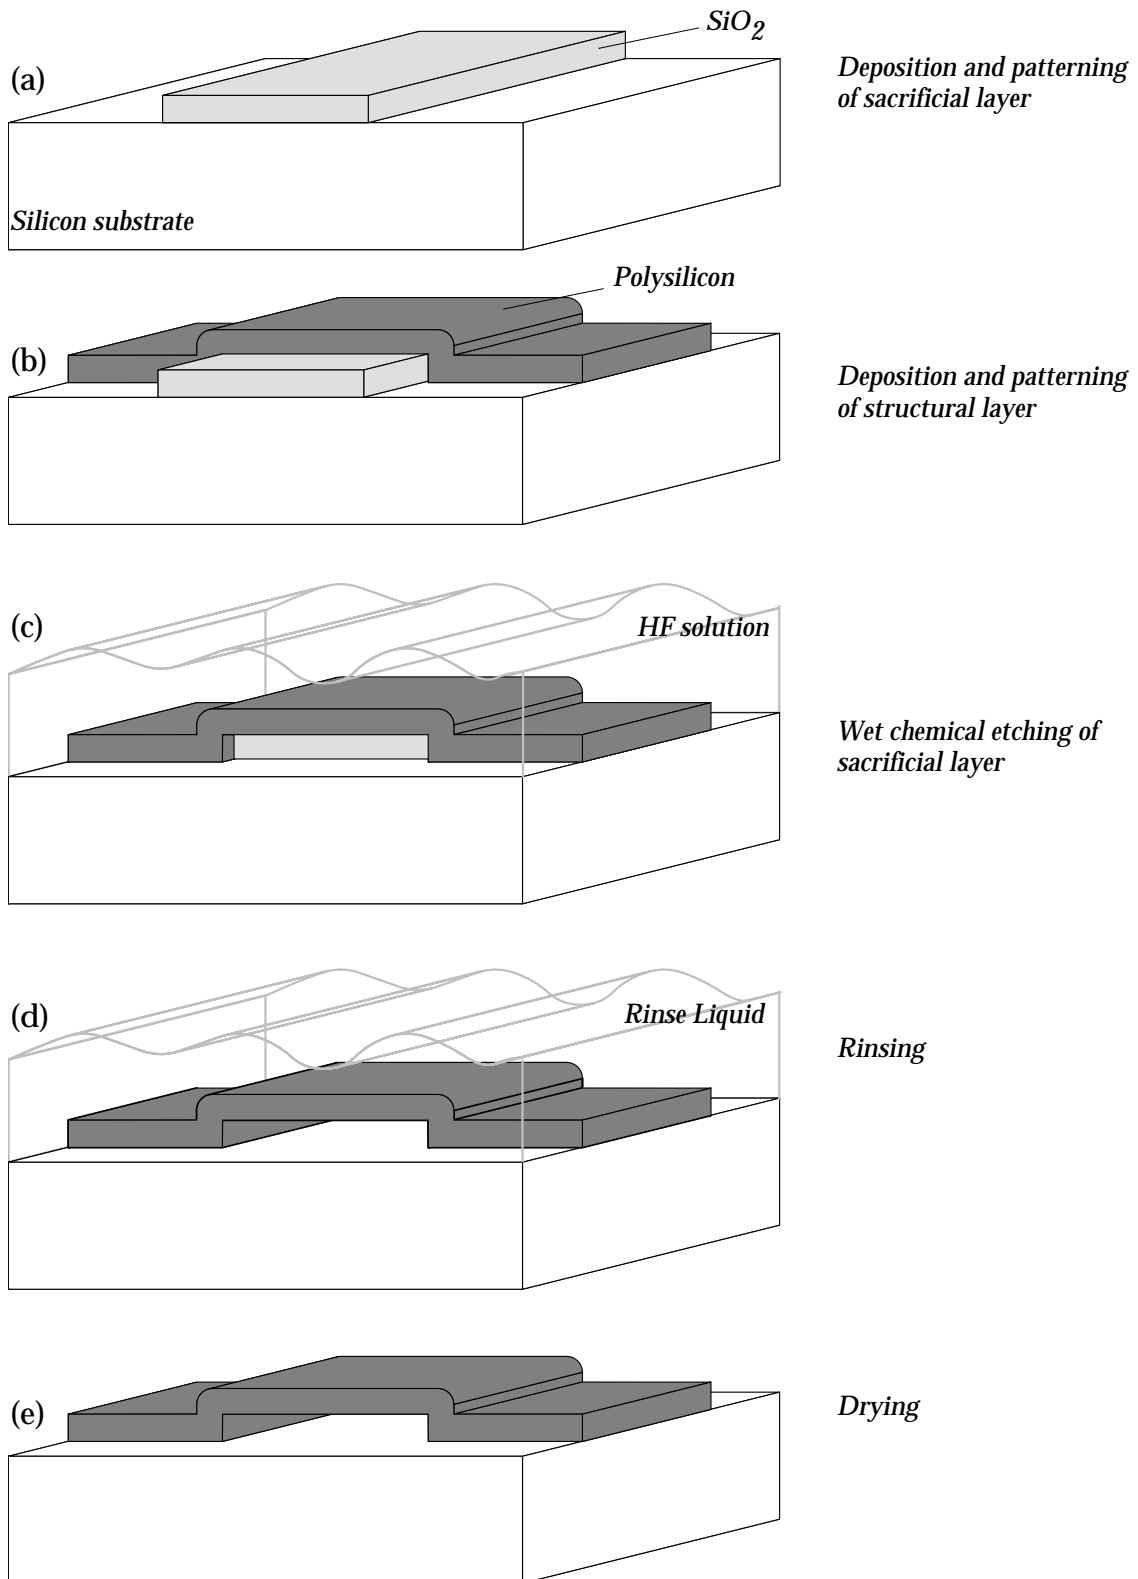 SiO2
(a)
Deposition and patterning
of sacrificial layer
Silicon substrate
Polysilicon
(b)
Deposition and patterning
of structural layer
(c)
HF solution
Wet chemical etching of
sacrificial layer
(d)
Rinse Liquid
Rinsing
(e)
Drying